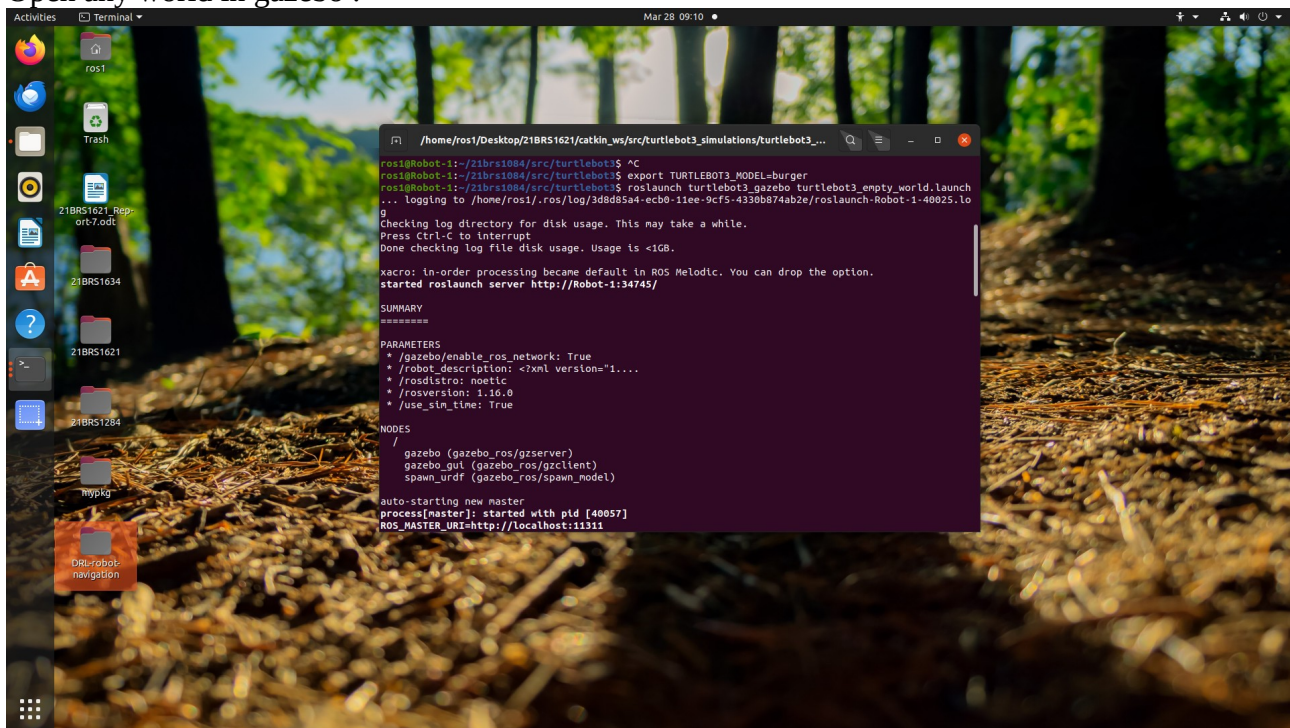 Open any world in gazebo :
Activities
Terminal
Mar 28 09:10
ros1
Trash
21BRS1621_Rep-
ort-7.odt
21BRS1634
21BRS1621
21BRS1284
mypkg
DRL-robot-
navigation
/home/ros1/Desktop/21BRS1621/catkin_ws/src/turtlebot3_simulations/turtlebot3_...
ros1@Robot-1:~/21brs1084/src/turtlebot3$ ^C
ros1@Robot-1:~/21brs1084/src/turtlebot3$ export TURTLEBOT3_MODEL=burger
ros1@Robot-1:~/21brs1084/src/turtlebot3$ roslaunch turtlebot3_gazebo turtlebot3_empty_world.launch
... logging to /home/ros1/.ros/log/3d8d85a4-ecb0-11ee-9cf5-4330b874ab2e/roslaunch-Robot-1-40025.lo
g
Checking log directory for disk usage. This may take a while.
Press Ctrl-C to interrupt
Done checking log file disk usage. Usage is <1GB.
xacro: in-order processing became default in ROS Melodic. You can drop the option.
started roslaunch server http://Robot-1:34745/
SUMMARY
========
PARAMETERS
* /gazebo/enable_ros_network: True
* /robot_description: <?xml version="1....
* /rosdistro: noetic
* /rosversion: 1.16.0
* /use_sim_time: True
NODES
/
gazebo (gazebo_ros/gzserver)
gazebo_gui (gazebo_ros/gzclient)
spawn_urdf (gazebo_ros/spawn_model)
auto-starting new master
process[master]: started with pid [40057]
ROS_MASTER_URI=http://localhost:11311